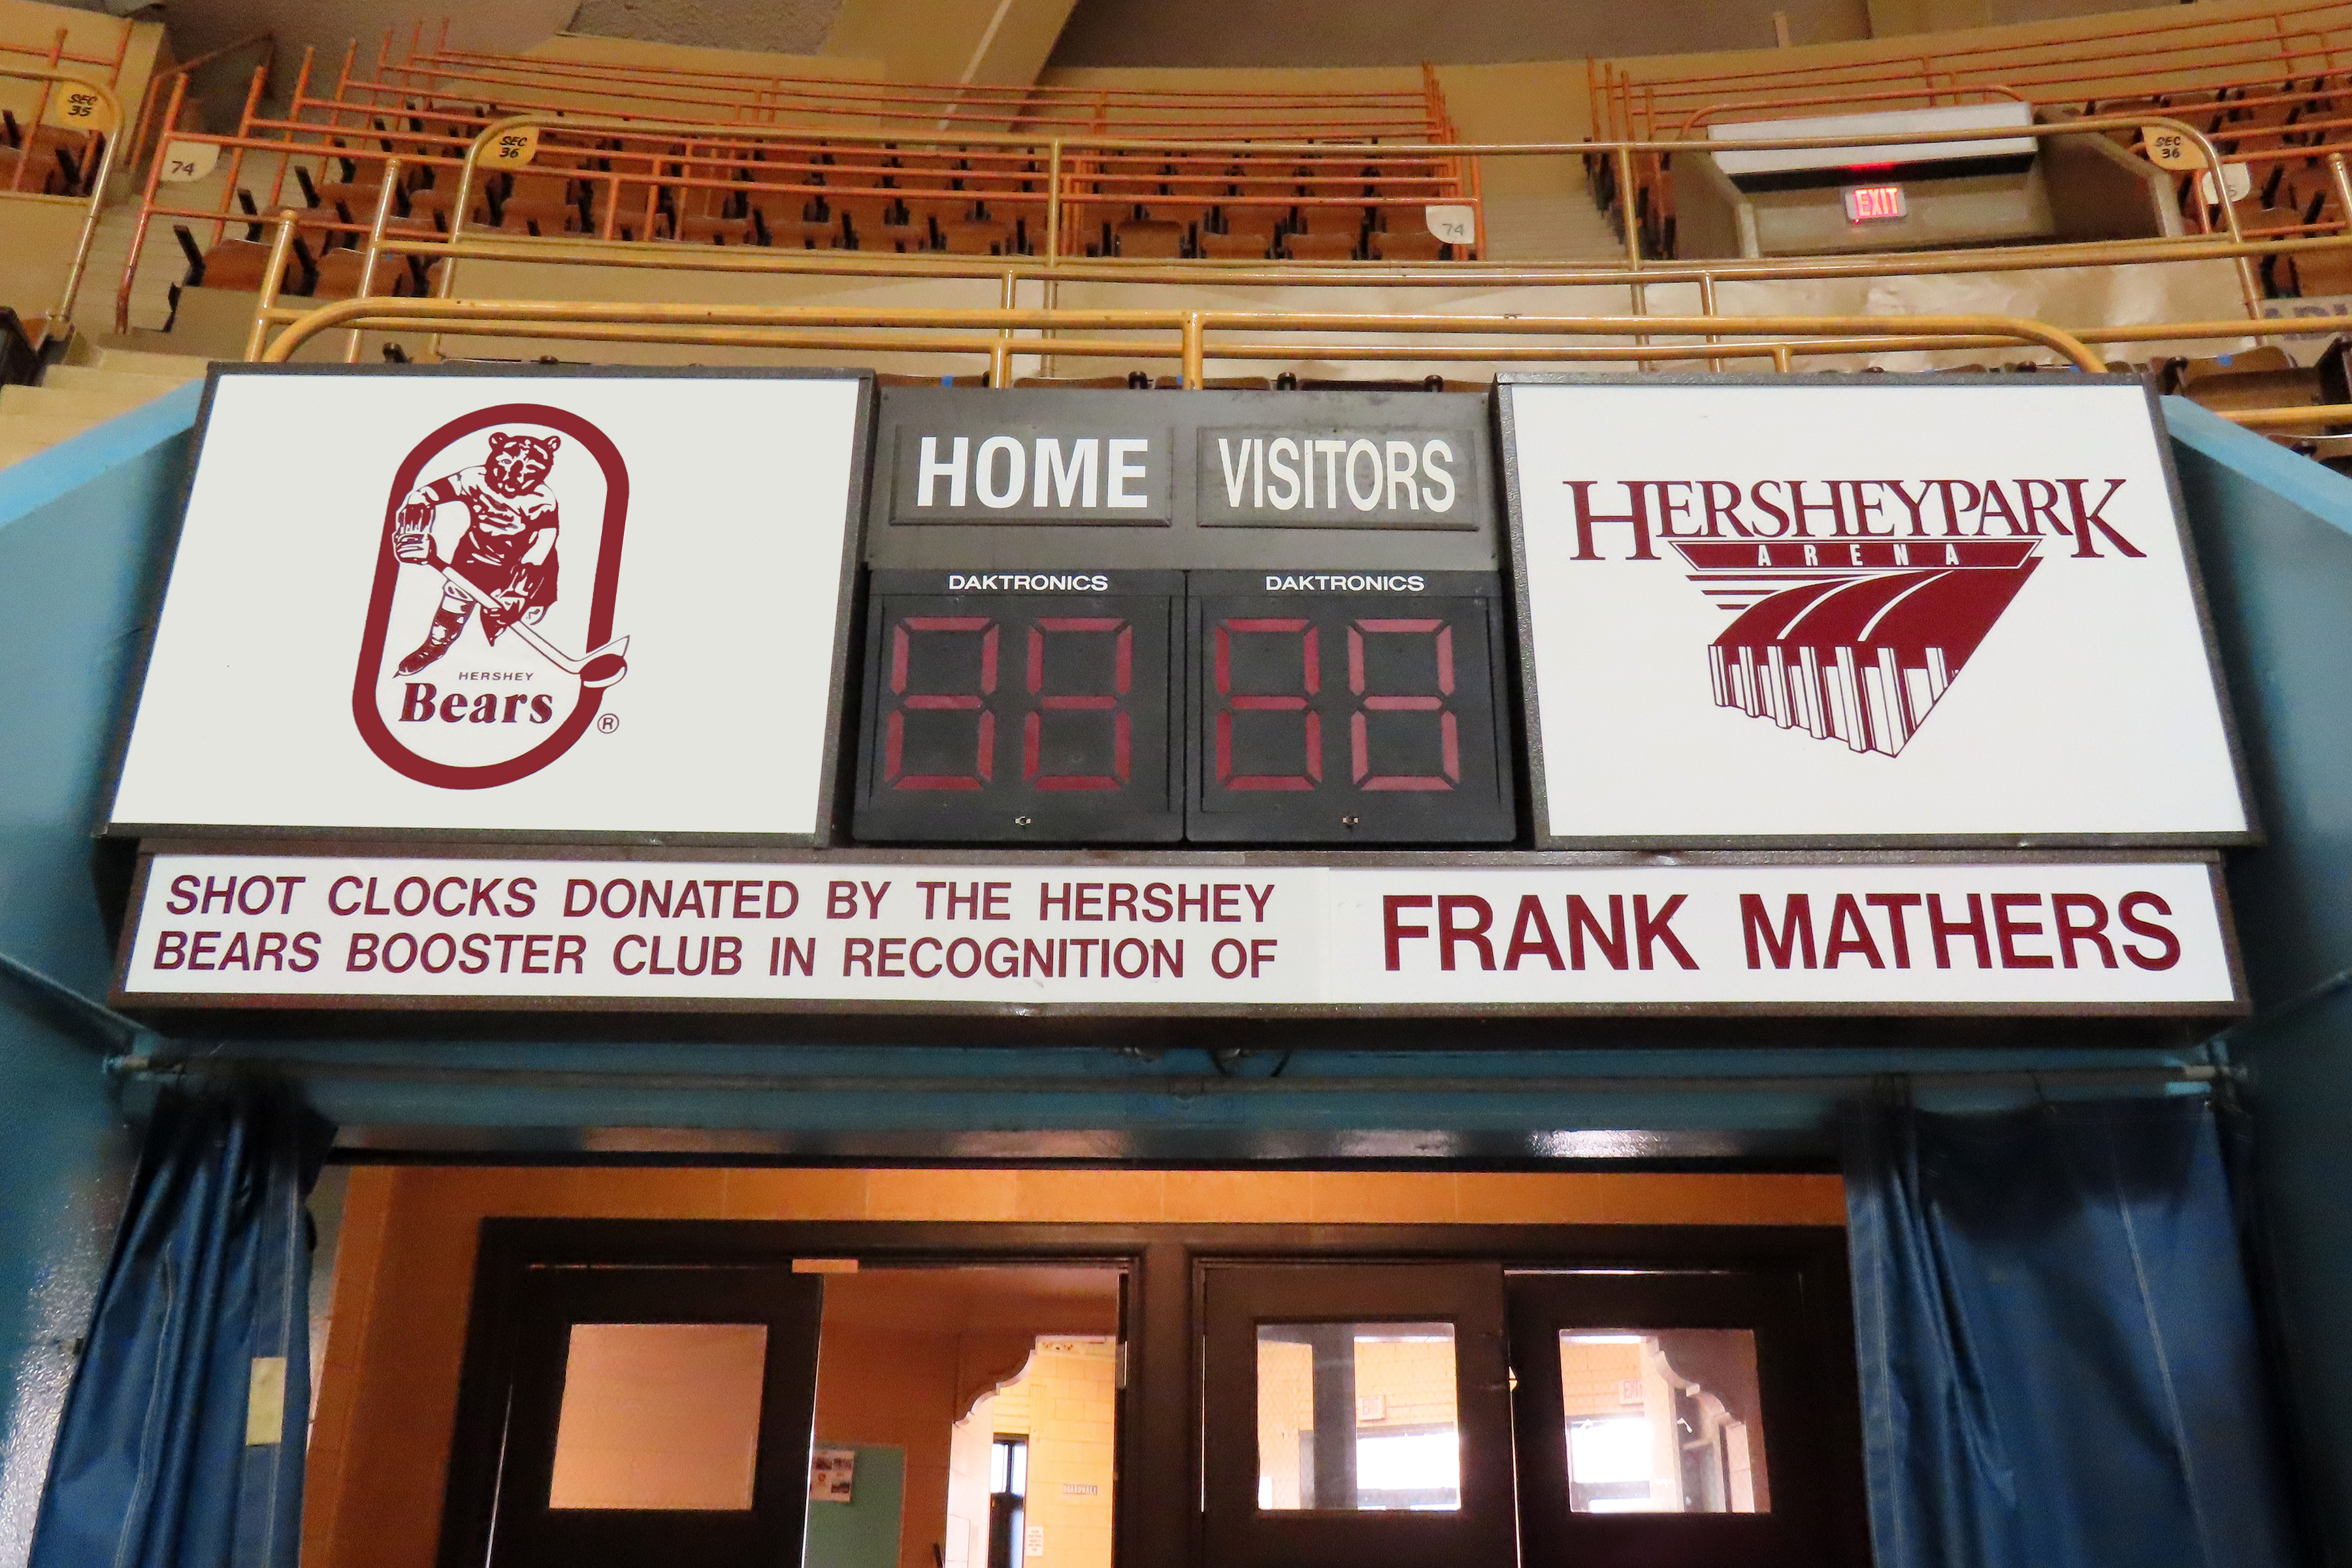 SEC
35
74
SEC
36
74
EXIT
SEC
36
HERSHEY
Bears
®
HOME
VISITORS
DAKTRONICS
DAKTRONICS
HERSHEYPARK
ARENA
SHOT CLOCKS DONATED BY THE HERSHEY
BEARS BOOSTER CLUB IN RECOGNITION OF
FRANK MATHERS